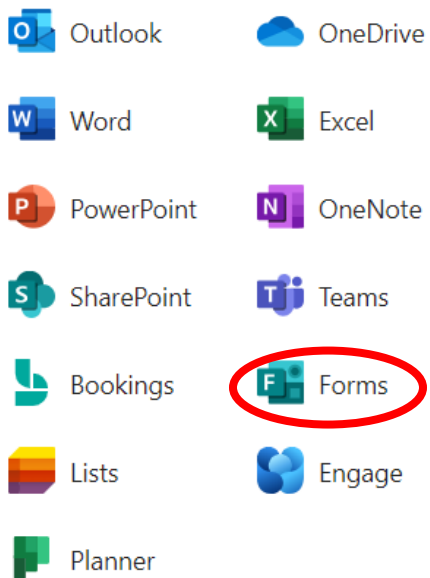 O Outlook OneDrive
W Word X Excel
P PowerPoint N OneNote
S SharePoint T Teams
Bookings F Forms
Lists Engage
Planner